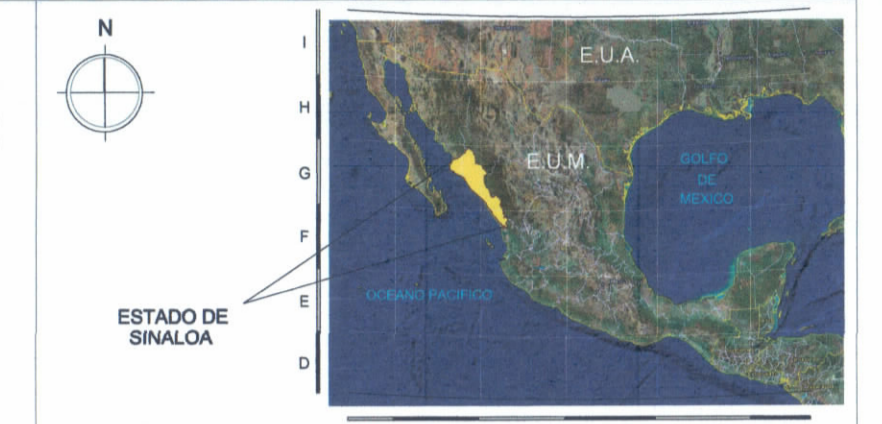 N
I
H
G
F
E
D
E.U.A.
E.U.M.
GOLFO
DE
MEXICO
OCEANO PACIFICO
ESTADO DE
SINALOA